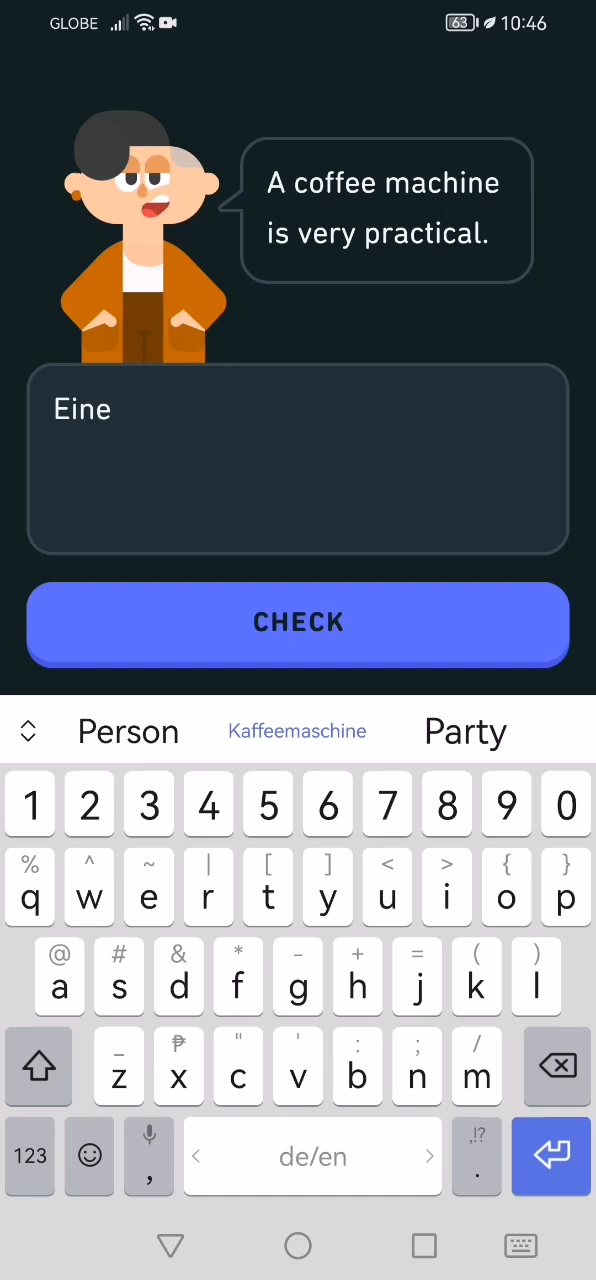 GLOBE 63 10:46
A coffee machine
is very practical.
Eine
CHECK
Person Kaffeemaschine Party
1 2 3 4 5 6 7 8 9 0
% ^ ~ | [ ] < > { }
q w e r t y u i o p
@ # & * - + = ( )
a s d f g h j k l
_ ₱ " ' : ; /
z x c v b n m
,!?
123 , < de/en > .